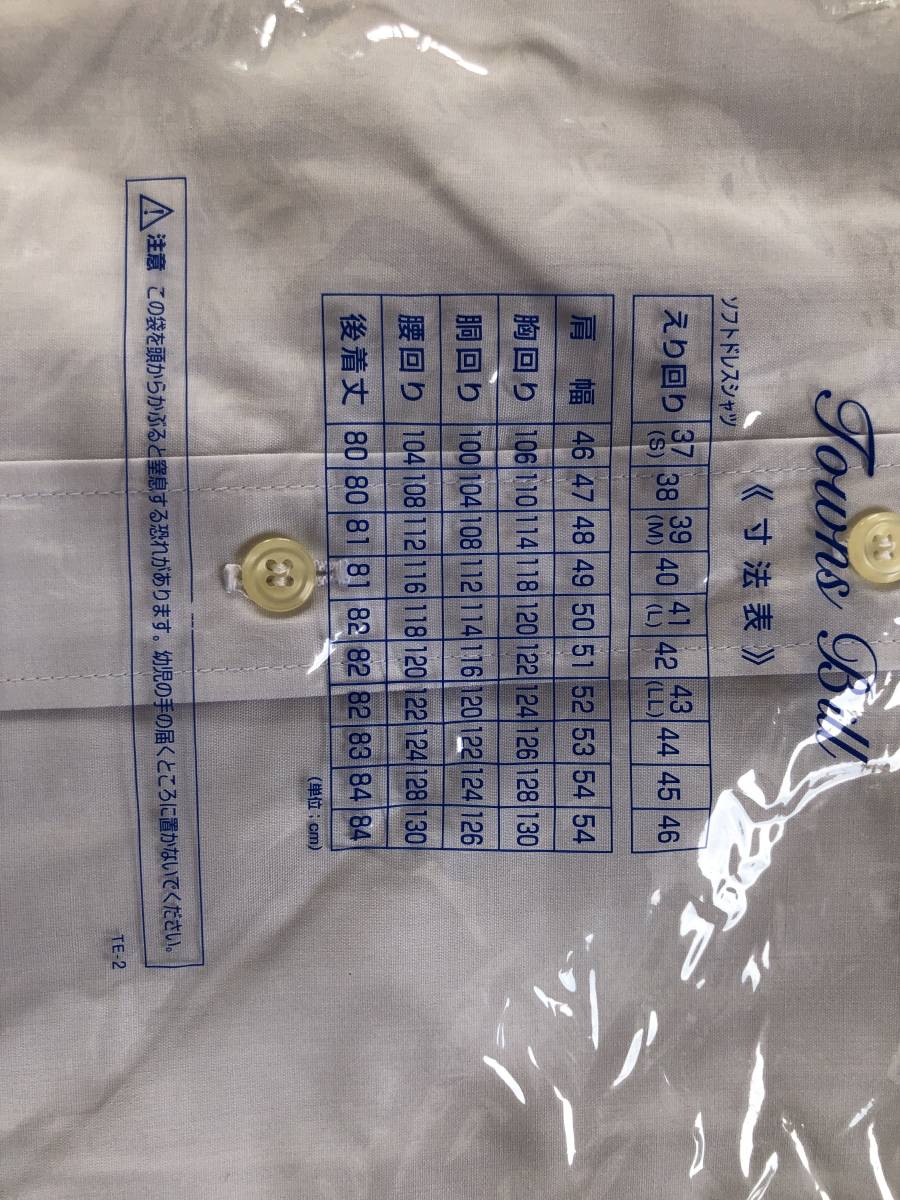 Towns Bill
《寸法表》
ソフトドレスシャツ
えり回り 37(S) 38 39(M) 40 41(L) 42 43(LL) 44 45 46
肩幅 46 47 48 49 50 51 52 53 54 54
胸回り 106 110 114 118 120 122 124 126 128 130
胴回り 100 104 108 112 114 116 120 122 124 126
腰回り 104 108 112 116 118 120 122 124 128 130
後着丈 80 80 81 81 82 82 82 83 84 84
(単位;cm)
注意 この袋を頭からかぶると窒息する恐れがあります。幼児の手の届くところに置かないでください。
TE-2